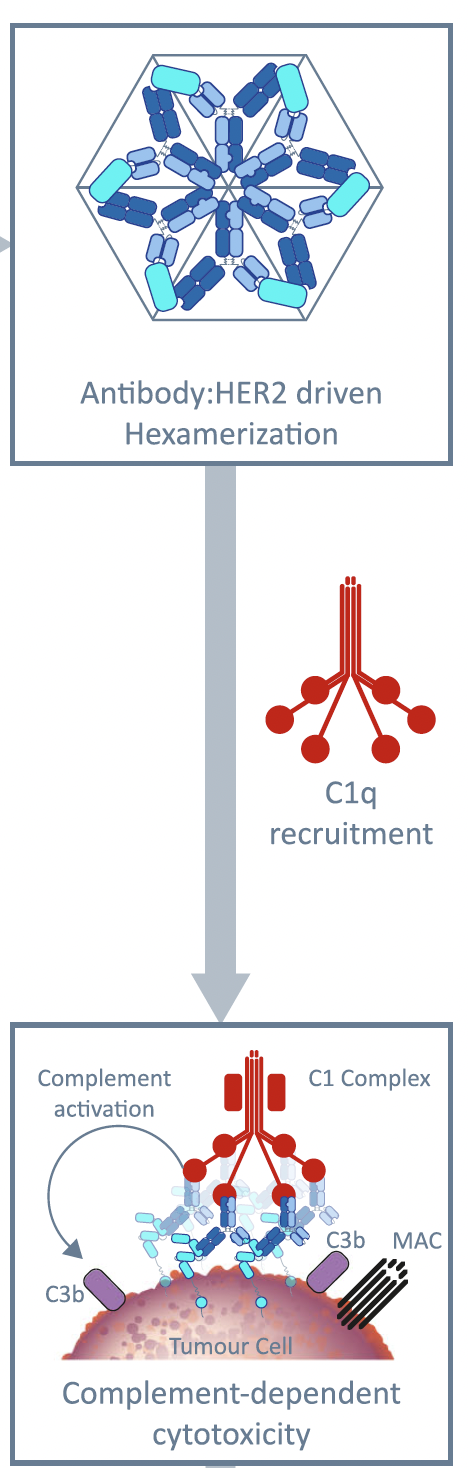 Antibody:HER2 driven
Hexamerization
C1q
recruitment
Complement
activation
C1 Complex
C3b
MAC
C3b
Tumour Cell
Complement-dependent
cytotoxicity